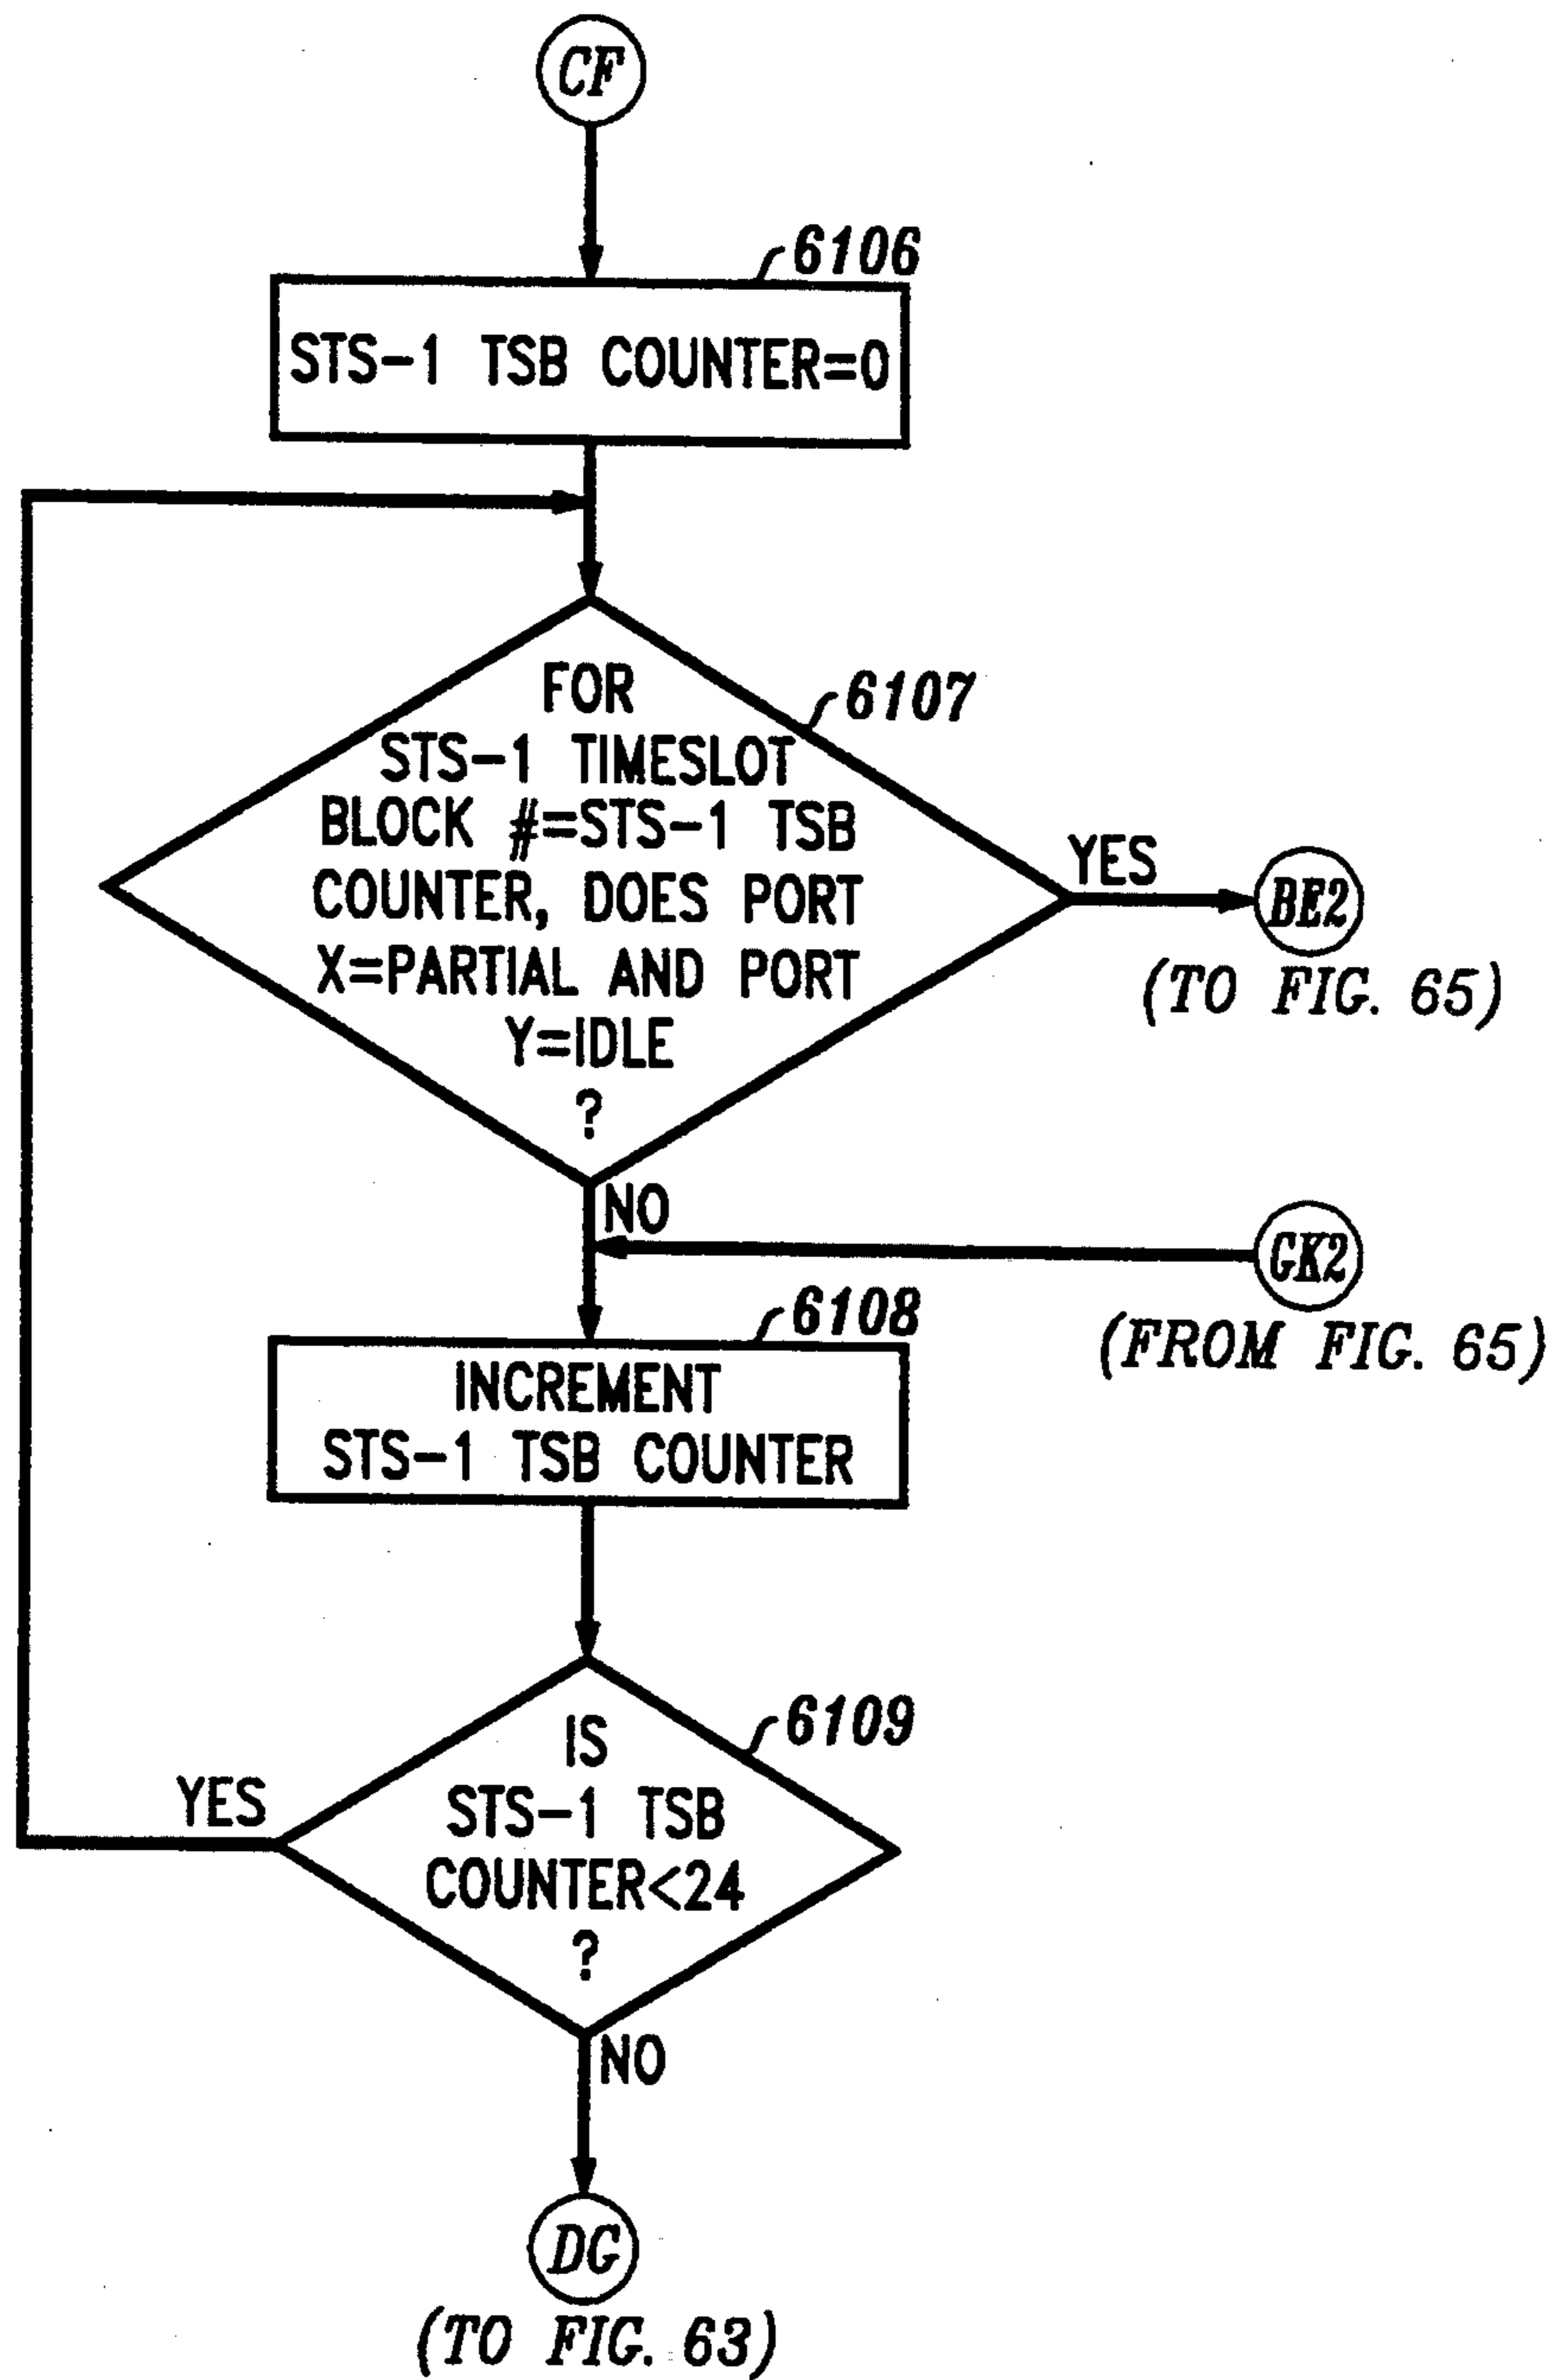 CF
6106
STS-1 TSB COUNTER=0
FOR
6107
STS-1 TIMESLOT
BLOCK #=STS-1 TSB
COUNTER, DOES PORT
X=PARTIAL AND PORT
Y=IDLE
?
YES
BE2
(TO FIG. 65)
NO
GK2
(FROM FIG. 65)
6108
INCREMENT
STS-1 TSB COUNTER
6109
IS
STS-1 TSB
COUNTER<24
?
YES
NO
DG
(TO FIG. 63)